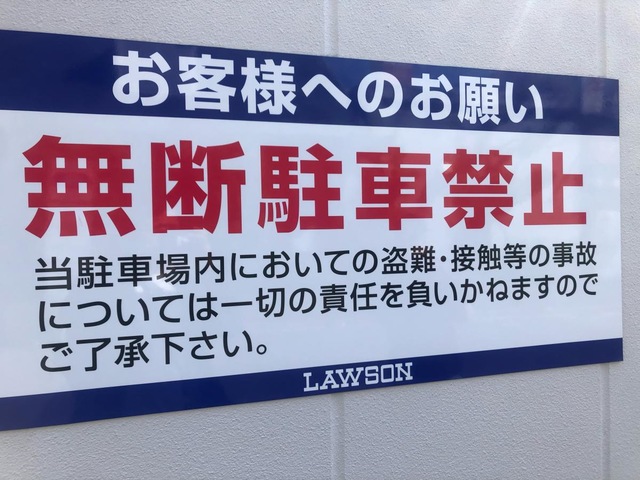 お客様へのお願い
無断駐車禁止
当駐車場内においての盗難・接触等の事故
については一切の責任を負いかねますので
ご了承下さい。
LAWSON